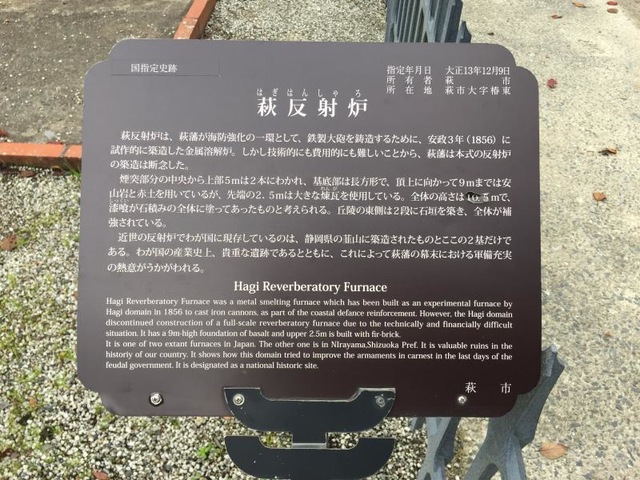 国指定史跡
指定年月日 大正13年12月9日
所有者 萩市
所在地 萩市大字椿東
はぎはんしゃろ
萩反射炉
萩反射炉は、萩藩が海防強化の一環として、鉄製大砲を鋳造するために、安政3年（1856）に
試作的に築造した金属溶解炉。しかし技術的にも費用的にも難しいことから、萩藩は本式の反射炉
の築造は断念した。
煙突部分の中央から上部5mは2本にわかれ、基底部は長方形で、頂上に向かって9mまでは安
山岩と赤土を用いているが、先端の2.5mは大きな煉瓦を使用している。全体の高さは 5mで、
漆喰が石積みの全体に塗ってあったものと考えられる。丘陵の東側は2段に石垣を築き、全体が補
強されている。
近世の反射炉でわが国に現存しているのは、静岡県の韮山に築造されたものとここの2基だけで
ある。わが国の産業史上、貴重な遺跡であるとともに、これによって萩藩の幕末における軍備充実
の熱意がうかがわれる。
Hagi Reverberatory Furnace
Hagi Reverberatory Furnace was a metal smelting furnace which has been built as an experimental furnace by
Hagi domain in 1856 to cast iron cannons, as part of the coastal defance reinforcement. However, the Hagi domain
discontinued construction of a full-scale reverberatory furnace due to the technically and financially difficult
situation. It has a 9m-high foundation of basalt and upper 2.5m is built with fir-brick.
It is one of two extant furnaces in Japan. The other one is in NIrayama,Shizuoka Pref. It is valuable ruins in the
historiy of our country. It shows how this domain tried to improve the armaments in carnest in the last days of the
feudal government. It is designated as a national historic site.
萩市